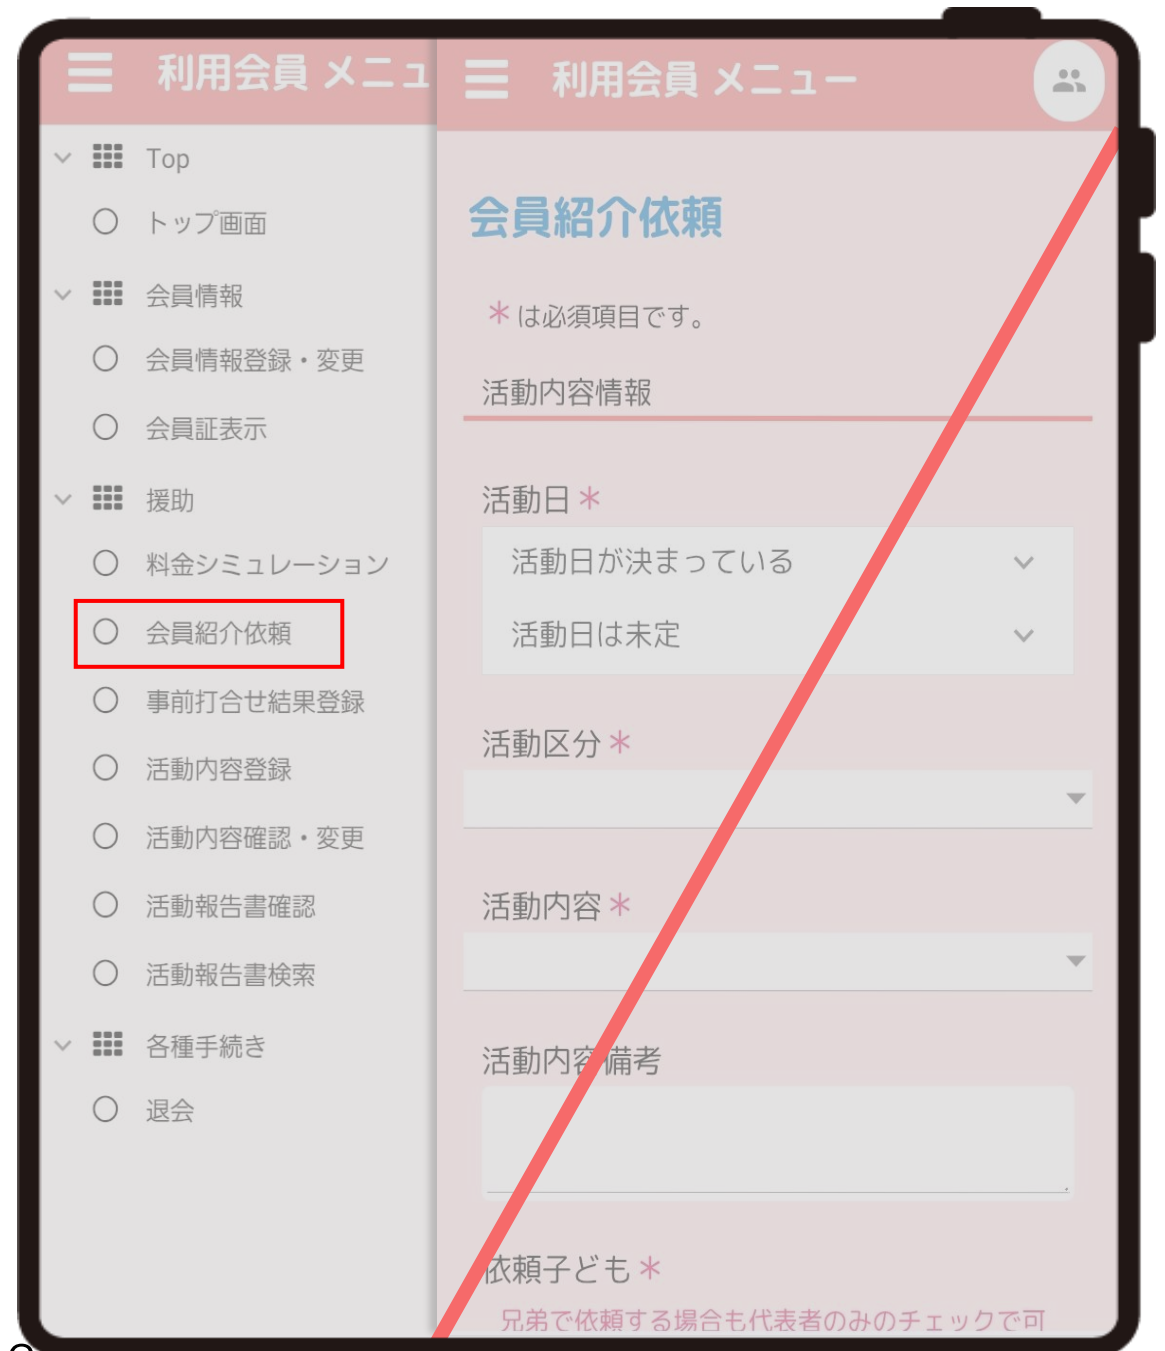 利用会員 メニュ
Top
トップ画面
会員情報
会員情報登録・変更
会員証表示
援助
料金シミュレーション
会員紹介依頼
事前打合せ結果登録
活動内容登録
活動内容確認・変更
活動報告書確認
活動報告書検索
各種手続き
退会
利用会員 メニュー
会員紹介依頼
＊は必須項目です。
活動内容情報
活動日＊
活動日が決まっている
活動日は未定
活動区分＊
活動内容＊
活動内容備考
依頼子ども＊
兄弟で依頼する場合も代表者のみのチェックで可